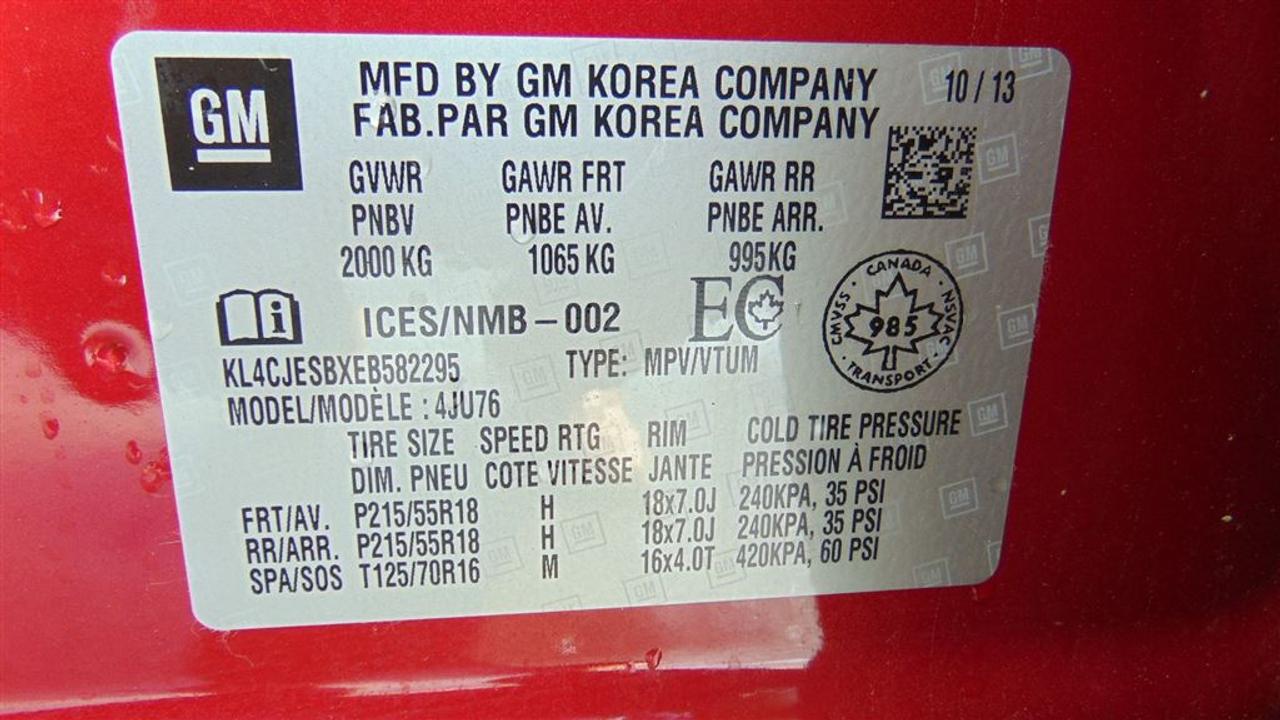 GM
MFD BY GM KOREA COMPANY 10 / 13
FAB.PAR GM KOREA COMPANY
GVWR GAWR FRT GAWR RR
PNBV PNBE AV. PNBE ARR.
2000 KG 1065 KG 995KG
i ICES/NMB-002 EC
CANADA
CMVSS 985 NSVAC
TRANSPORT
KL4CJESBXEB582295 TYPE: MPV/VTUM
MODEL/MODÈLE : 4JU76
TIRE SIZE SPEED RTG RIM COLD TIRE PRESSURE
DIM. PNEU COTE VITESSE JANTE PRESSION À FROID
FRT/AV. P215/55R18 H 18x7.0J 240KPA, 35 PSI
RR/ARR. P215/55R18 H 18x7.0J 240KPA, 35 PSI
SPA/SOS T125/70R16 M 16x4.0T 420KPA, 60 PSI